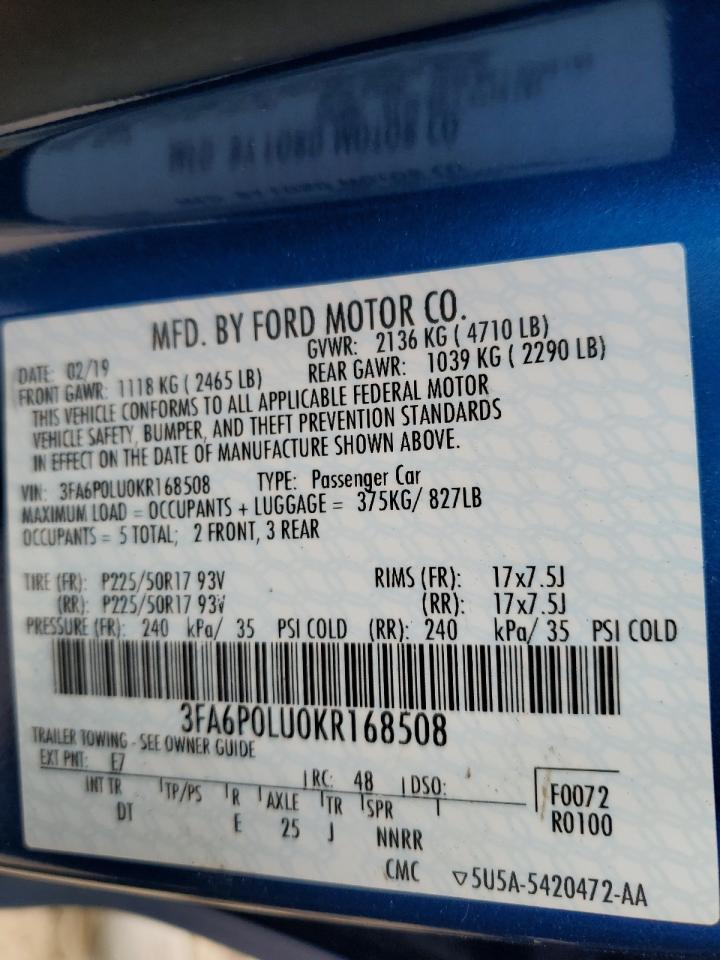 MFD. BY FORD MOTOR CO.
DATE: 02/19 GVWR: 2136 KG ( 4710 LB)
FRONT GAWR: 1118 KG ( 2465 LB) REAR GAWR: 1039 KG ( 2290 LB)
THIS VEHICLE CONFORMS TO ALL APPLICABLE FEDERAL MOTOR
VEHICLE SAFETY, BUMPER, AND THEFT PREVENTION STANDARDS
IN EFFECT ON THE DATE OF MANUFACTURE SHOWN ABOVE.
VIN: 3FA6P0LU0KR168508 TYPE: Passenger Car
MAXIMUM LOAD = OCCUPANTS + LUGGAGE = 375KG/ 827LB
OCCUPANTS = 5 TOTAL; 2 FRONT, 3 REAR
TIRE (FR): P225/50R17 93V RIMS (FR): 17x7.5J
(RR): P225/50R17 93V (RR): 17x7.5J
PRESSURE (FR): 240 kPa/ 35 PSI COLD (RR): 240 kPa/ 35 PSI COLD
3FA6P0LU0KR168508
TRAILER TOWING - SEE OWNER GUIDE
EXT PNT: E7 RC: 48 DSO:
INT TR TP/PS R AXLE TR SPR F0072
DT E 25 J NNRR R0100
CMC ▽5U5A-5420472-AA